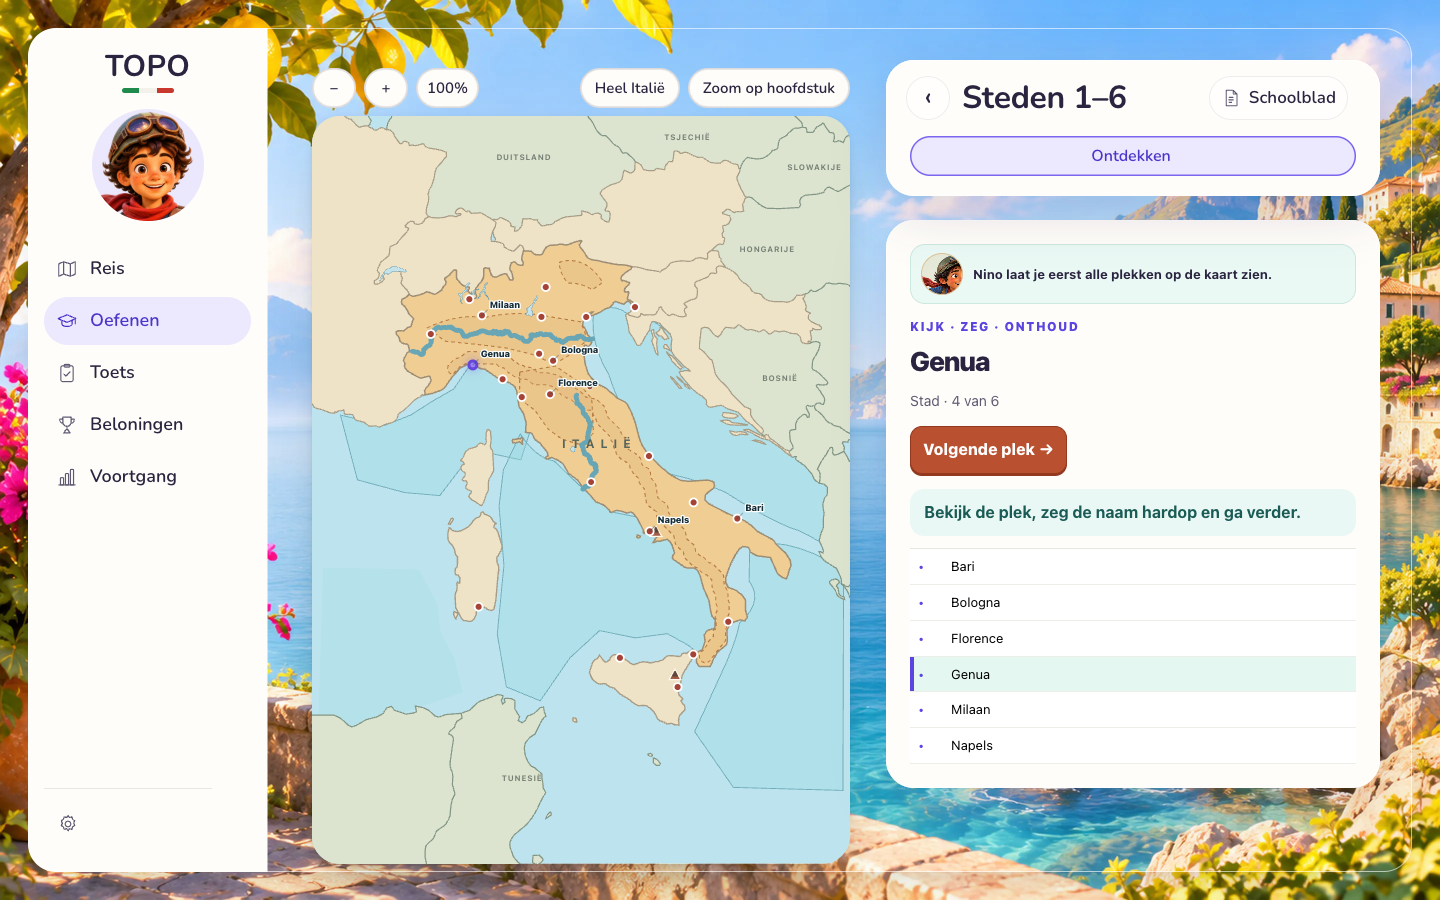 TOPO
Reis
Oefenen
Toets
Beloningen
Voortgang
−
+
100%
Heel Italië
Zoom op hoofdstuk
TSJECHIË
DUITSLAND
SLOWAKIJE
HONGARIJE
Milaan
Genua
Bologna
BOSNIË
Florence
ITALIË
Bari
Napels
TUNESIË
‹
Steden 1–6
Schoolblad
Ontdekken
Nino laat je eerst alle plekken op de kaart zien.
KIJK · ZEG · ONTHOUD
Genua
Stad · 4 van 6
Volgende plek →
Bekijk de plek, zeg de naam hardop en ga verder.
• Bari
• Bologna
• Florence
• Genua
• Milaan
• Napels